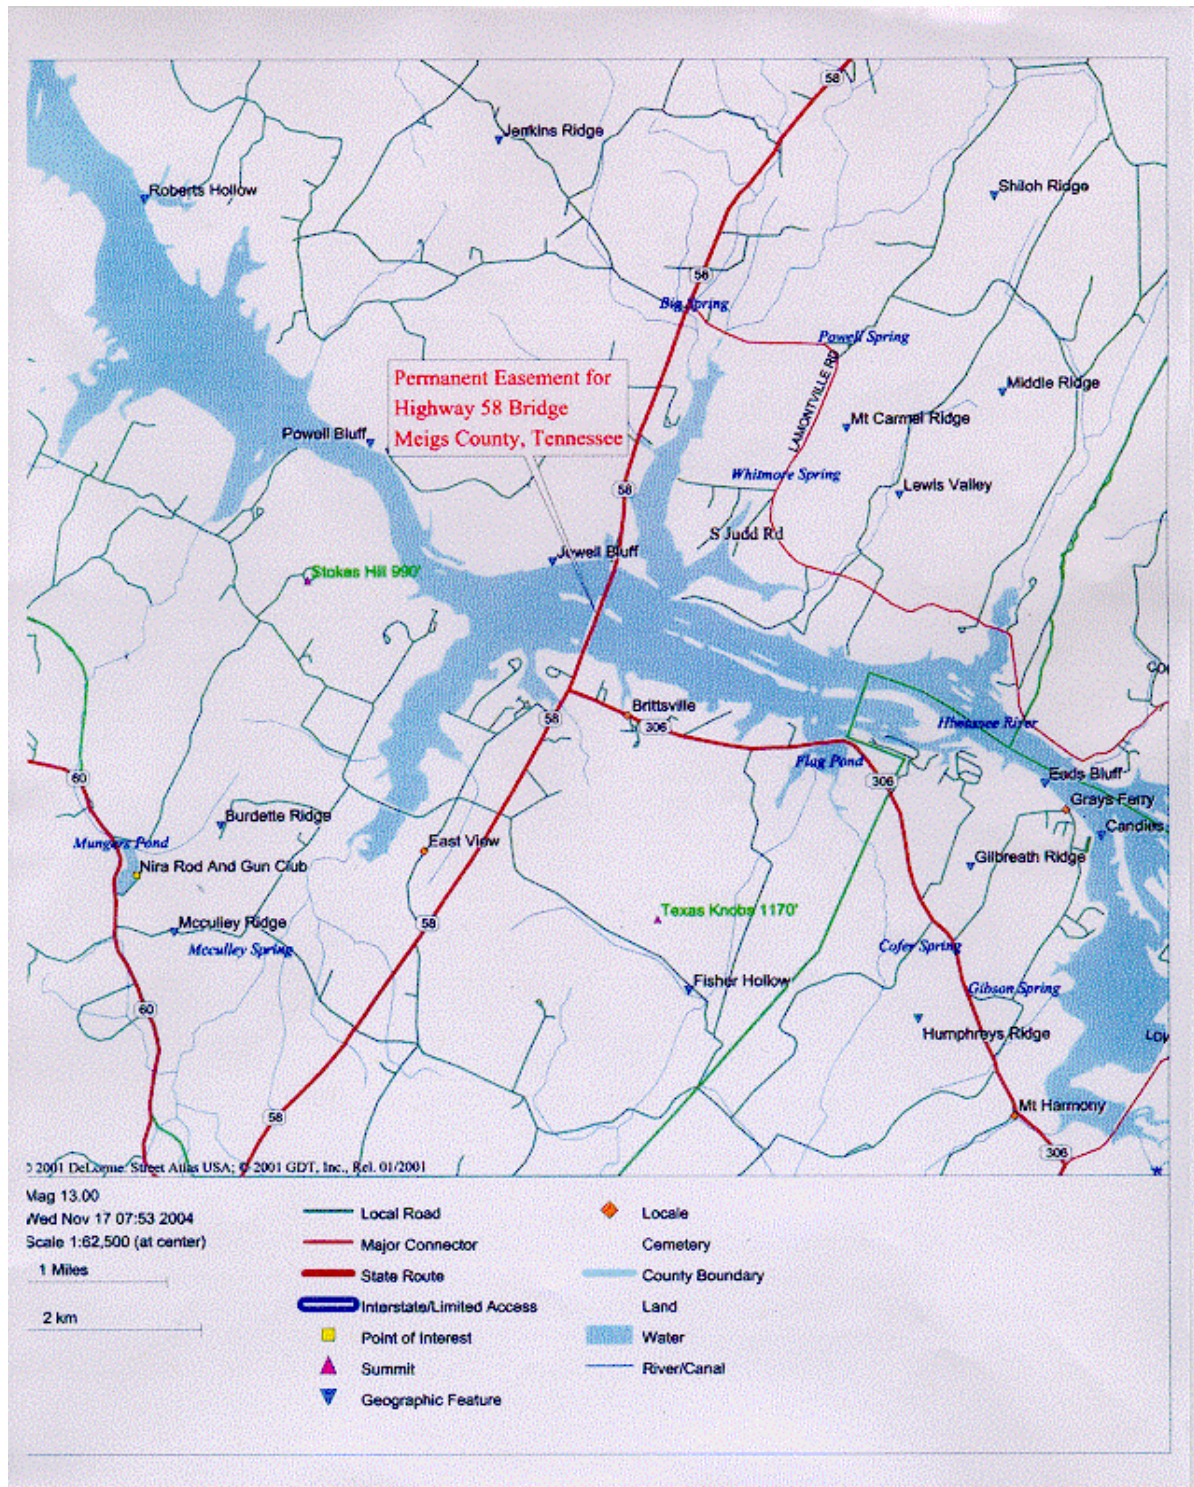 58
Jenkins Ridge
Roberts Hollow
Shiloh Ridge
58
Big Spring
Powell Spring
LAMONTVILLE RD
Permanent Easement for
Highway 58 Bridge
Meigs County, Tennessee
Middle Ridge
Mt Carmel Ridge
Powell Bluff
Whitmore Spring
58
Lewis Valley
S Judd Rd
Jowell Bluff
Stokes Hill 990'
Brittsville
58
306
Hiwassee River
Flag Pond
60
306
Eads Bluff
Grays Ferry
Burdette Ridge
Candies
Mungers Pond
East View
Gilbreath Ridge
Nira Rod And Gun Club
Texas Knobs 1170'
Mcculley Ridge
58
Mcculley Spring
Cofer Spring
Fisher Hollow
Gibson Spring
60
Humphreys Ridge
Mt Harmony
58
306
2001 DeLorme. Street Atlas USA; © 2001 GDT, Inc., Rel. 01/2001
Mag 13.00
Wed Nov 17 07:53 2004
Scale 1:62,500 (at center)
1 Miles
2 km
Local Road
Major Connector
State Route
Interstate/Limited Access
Point of Interest
Summit
Geographic Feature
Locale
Cemetery
County Boundary
Land
Water
River/Canal